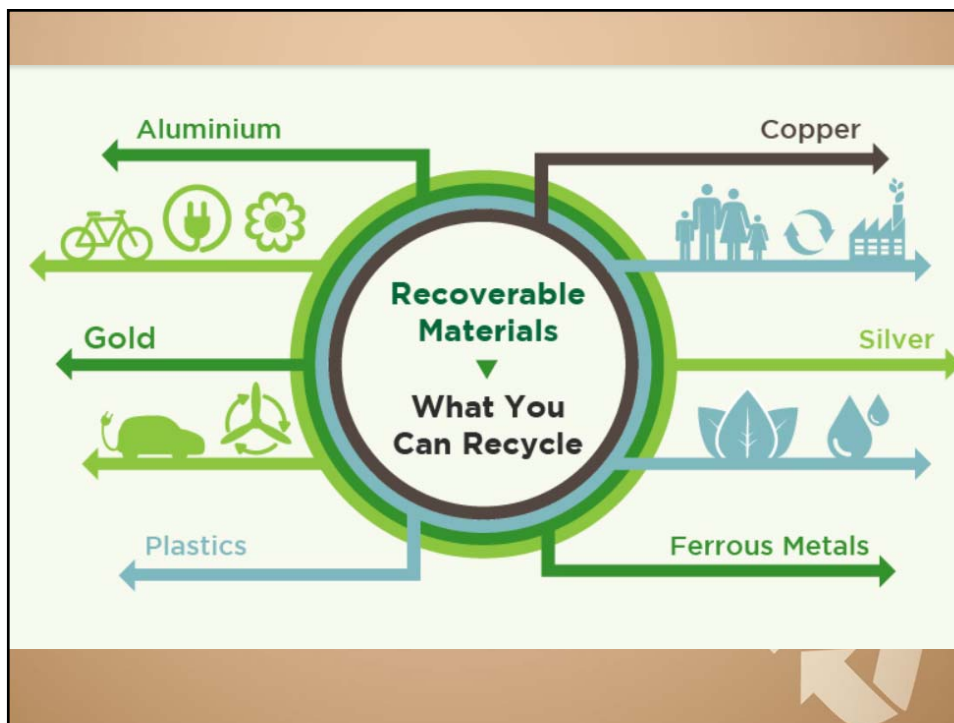 Aluminium
Copper
Recoverable
Materials
What You
Can Recycle
Gold
Silver
Plastics
Ferrous Metals